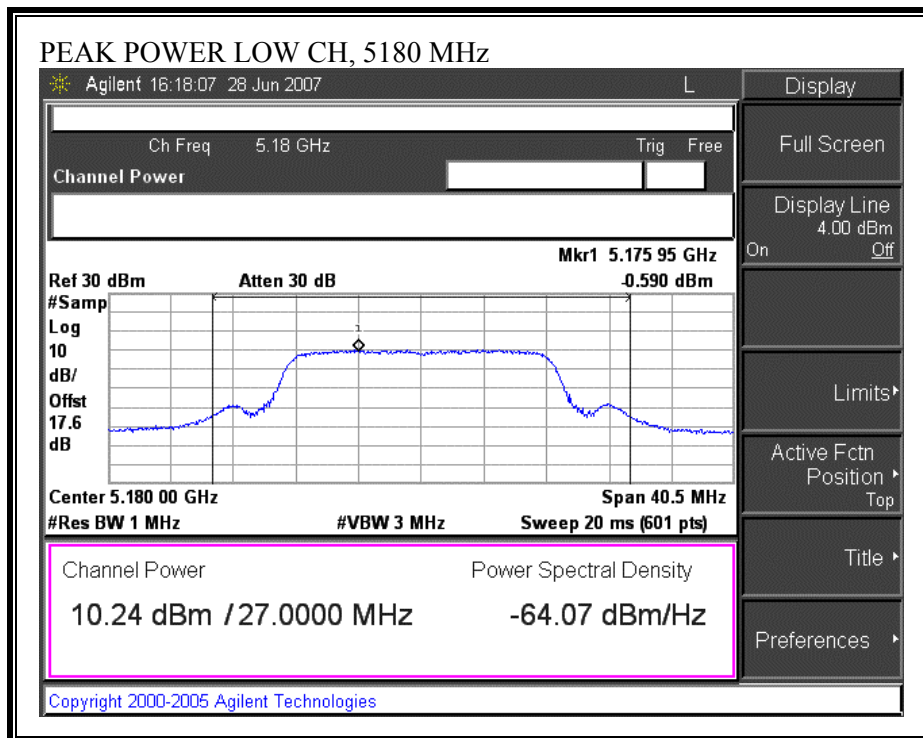 PEAK POWER LOW CH, 5180 MHz
Agilent 16:18:07 28 Jun 2007 L Display
Ch Freq 5.18 GHz Trig Free
Full Screen
Channel Power
Display Line
4.00 dBm
On Off
Mkr1 5.175 95 GHz
Ref 30 dBm Atten 30 dB -0.590 dBm
#Samp
Log
10
dB/
Offst
17.6
dB
1
Limits
Active Fctn
Position
Top
Center 5.180 00 GHz Span 40.5 MHz
#Res BW 1 MHz #VBW 3 MHz Sweep 20 ms (601 pts)
Title
Channel Power Power Spectral Density
10.24 dBm / 27.0000 MHz -64.07 dBm/Hz
Preferences
Copyright 2000-2005 Agilent Technologies